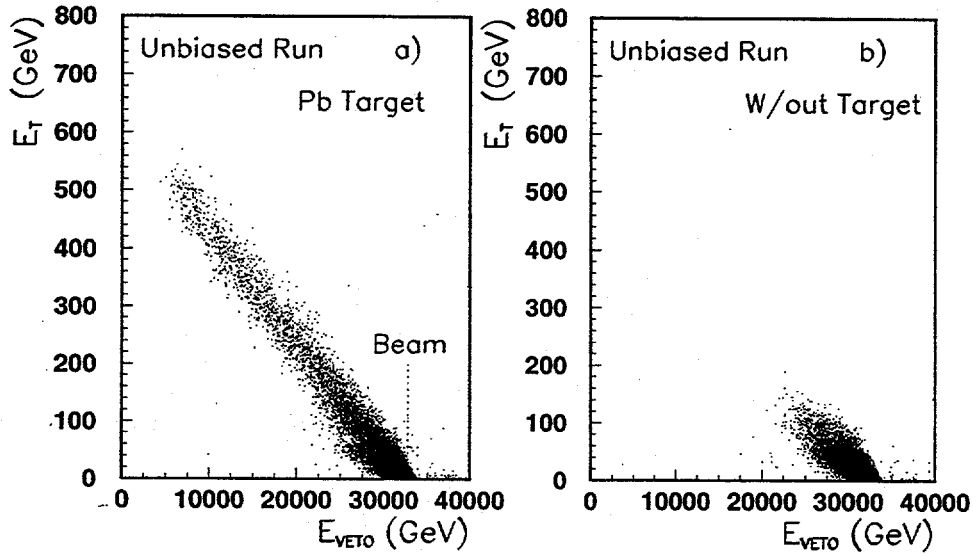 Unbiased Run a)
Pb Target
Beam
E_T (GeV)
800
700
600
500
400
300
200
100
0
0 10000 20000 30000 40000
E_VETO (GeV)
Unbiased Run b)
W/out Target
E_T (GeV)
800
700
600
500
400
300
200
100
0
0 10000 20000 30000 40000
E_VETO (GeV)